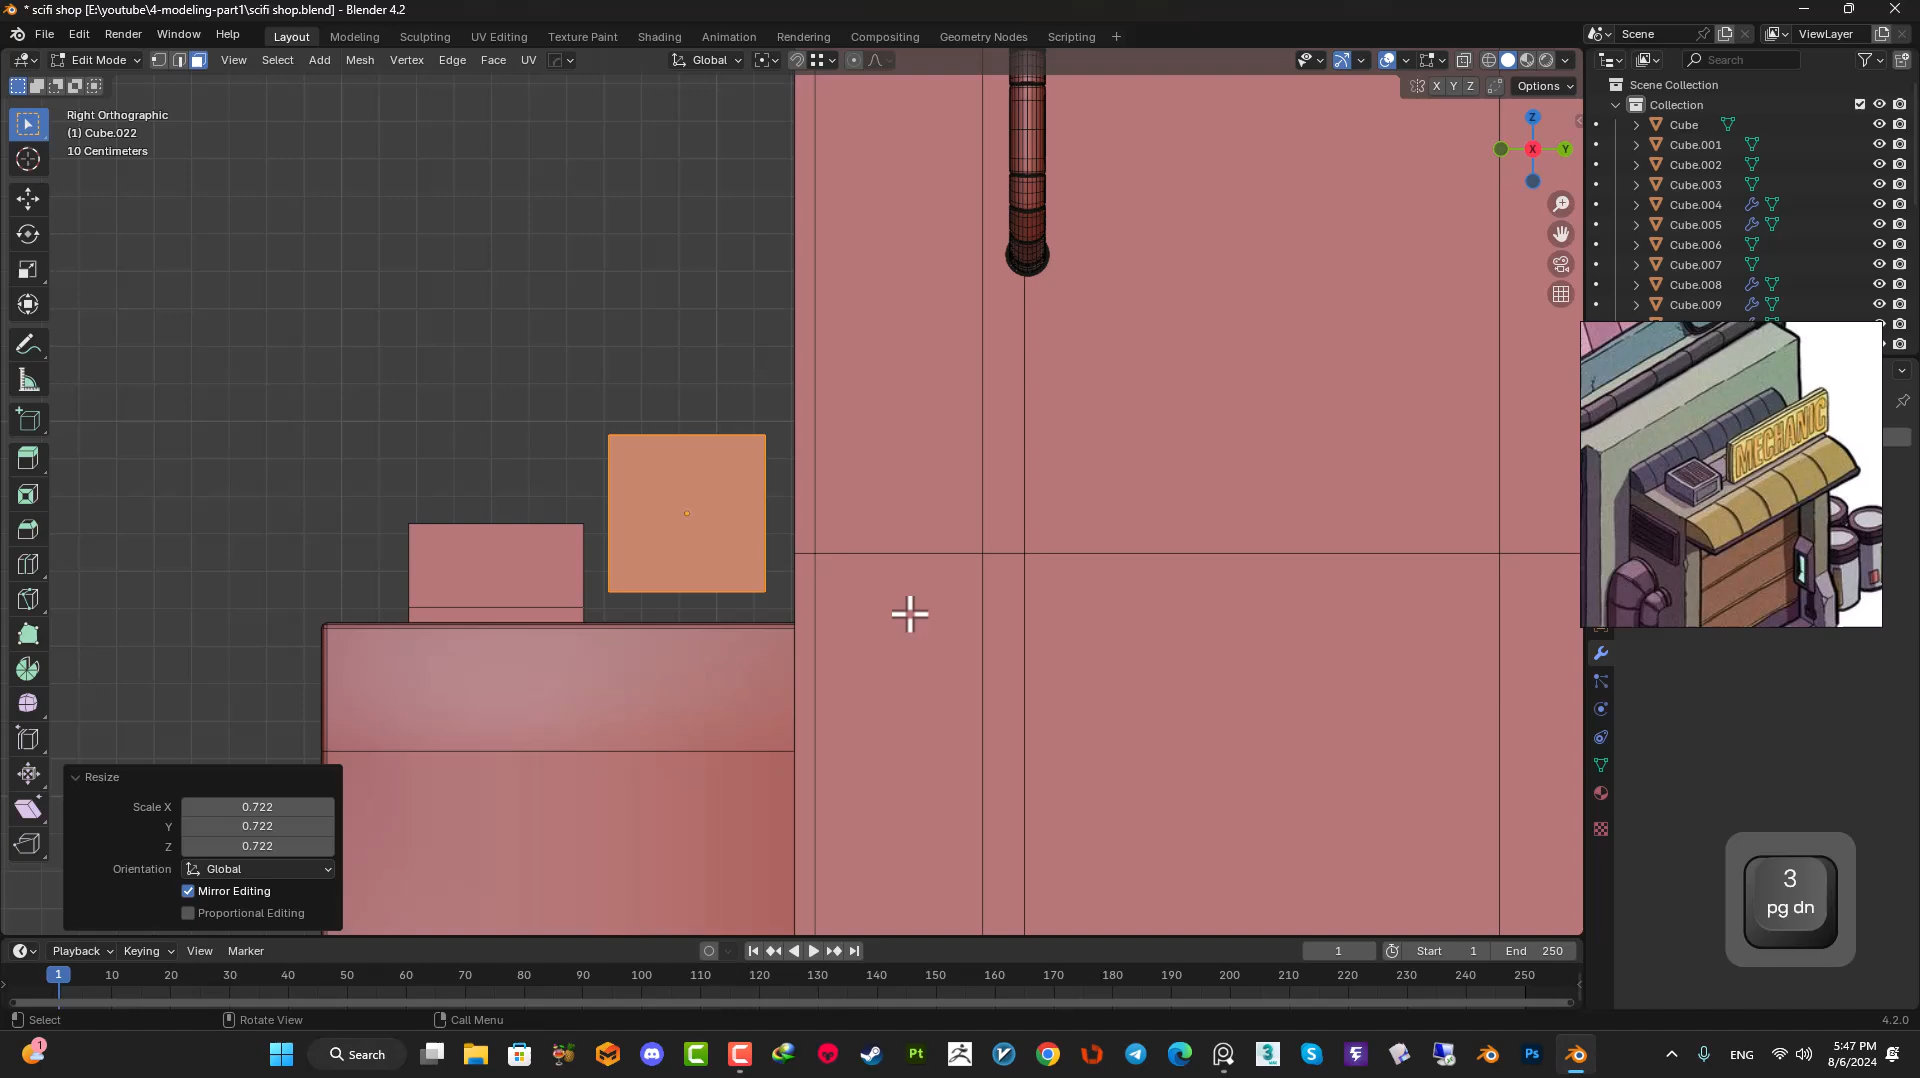 * scifi shop [E:\youtube\4-modeling-part1\scifi shop.blend] - Blender 4.2
File Edit Render Window Help
Layout Modeling Sculpting UV Editing Texture Paint Shading Animation Rendering Compositing Geometry Nodes Scripting +
Scene
ViewLayer
Edit Mode View Select Add Mesh Vertex Edge Face UV
Global
Search
X Y Z Options
Right Orthographic
(1) Cube.022
10 Centimeters
Z
X
Y
Scene Collection
Collection
Cube
Cube.001
Cube.002
Cube.003
Cube.004
Cube.005
Cube.006
Cube.007
Cube.008
Cube.009
MECHANIC
Resize
Scale X 0.722
Y 0.722
Z 0.722
Orientation Global
Mirror Editing
Proportional Editing
3
pg dn
Playback Keying View Marker
1 Start 1 End 250
1 10 20 30 40 50 60 70 80 90 100 110 120 130 140 150 160 170 180 190 200 210 220 230 240 250
Select Rotate View Call Menu 4.2.0
1
Search
Pt
3
Ps
ENG
5:47 PM
8/6/2024